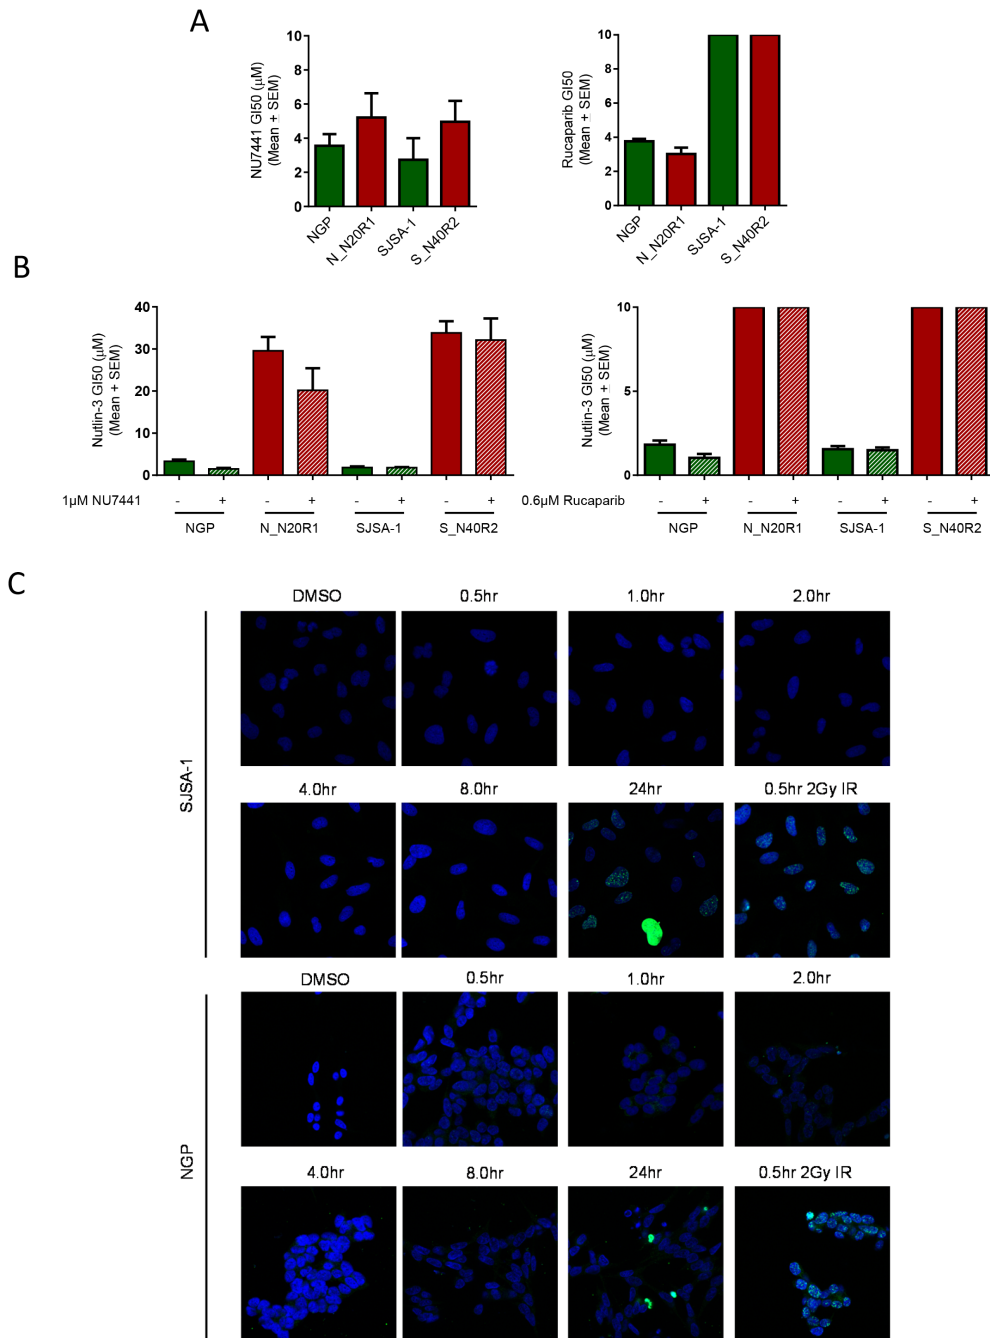 A
NU7441 GI50 (µM)
(Mean ± SEM)
10
8
6
4
2
0
NGP
N_N20R1
SJSA-1
S_N40R2
Rucaparib GI50
(Mean ± SEM)
10
8
6
4
2
0
NGP
N_N20R1
SJSA-1
S_N40R2
B
Nutlin-3 GI50 (µM)
(Mean + SEM)
40
30
20
10
0
1µM NU7441 - + - + - + - +
NGP N_N20R1 SJSA-1 S_N40R2
Nutlin-3 GI50 (µM)
(Mean ± SEM)
10
5
0
0.6µM Rucaparib - + - + - + - +
NGP N_N20R1 SJSA-1 S_N40R2
C
SJSA-1
DMSO 0.5hr 1.0hr 2.0hr
4.0hr 8.0hr 24hr 0.5hr 2Gy IR
NGP
DMSO 0.5hr 1.0hr 2.0hr
4.0hr 8.0hr 24hr 0.5hr 2Gy IR